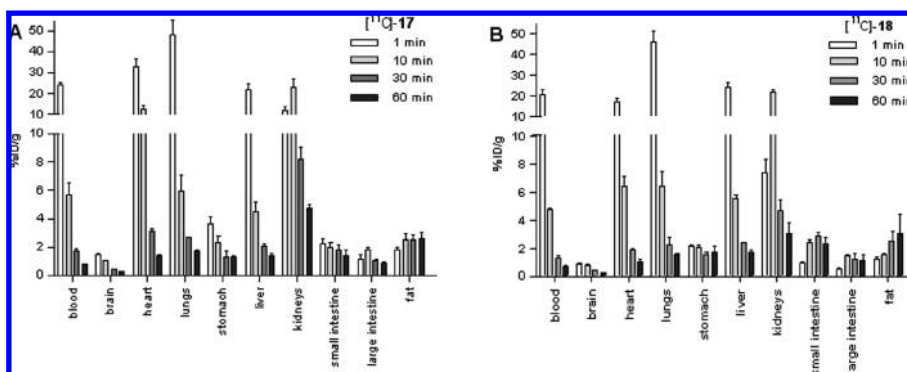 A
[¹¹C]-17
1 min
10 min
30 min
60 min
50
40
30
20
10
10
8
6
4
2
0
%ID/g
blood
brain
heart
lungs
stomach
liver
kidneys
small intestine
large intestine
fat
B
[¹¹C]-18
1 min
10 min
30 min
60 min
50
40
30
20
10
10
8
6
4
2
0
%ID/g
blood
brain
heart
lungs
stomach
liver
kidneys
small intestine
arge intestine
fat